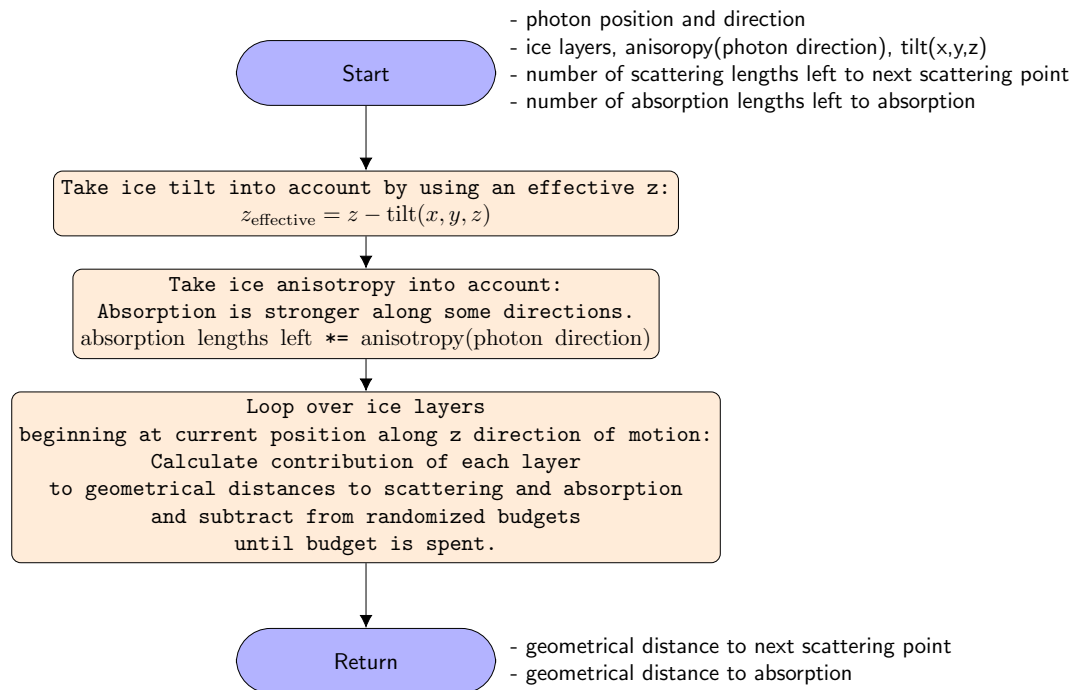 - photon position and direction
- ice layers, anisoropy(photon direction), tilt(x,y,z)
- number of scattering lengths left to next scattering point
- number of absorption lengths left to absorption
Start
Take ice tilt into account by using an effective z:
z_effective = z − tilt(x, y, z)
Take ice anisotropy into account:
Absorption is stronger along some directions.
absorption lengths left *= anisotropy(photon direction)
Loop over ice layers
beginning at current position along z direction of motion:
Calculate contribution of each layer
to geometrical distances to scattering and absorption
and subtract from randomized budgets
until budget is spent.
Return
- geometrical distance to next scattering point
- geometrical distance to absorption